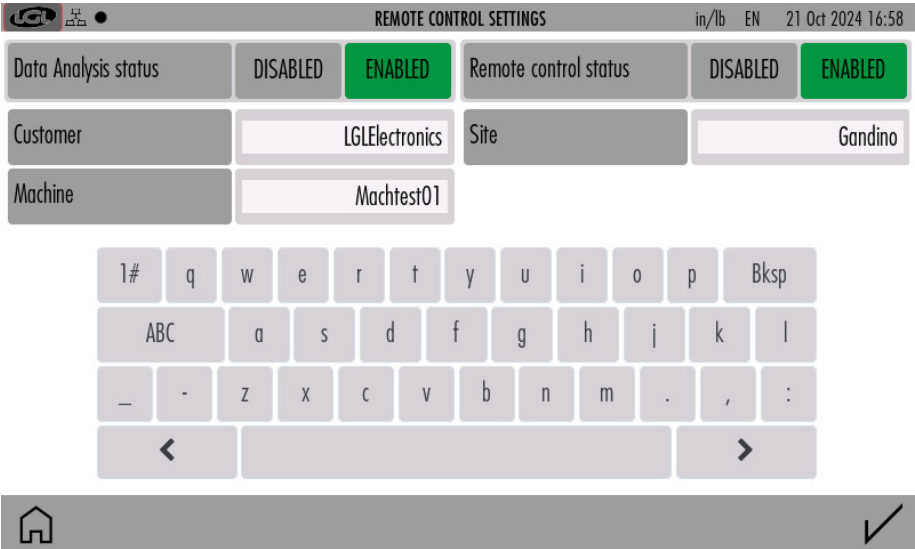 LGL REMOTE CONTROL SETTINGS in/lb EN 21 Oct 2024 16:58
Data Analysis status DISABLED ENABLED Remote control status DISABLED ENABLED
Customer LGLElectronics Site Gandino
Machine Machtest01
1# q w e r t y u i o p Bksp
ABC a s d f g h j k l
_ - z x c v b n m . , :